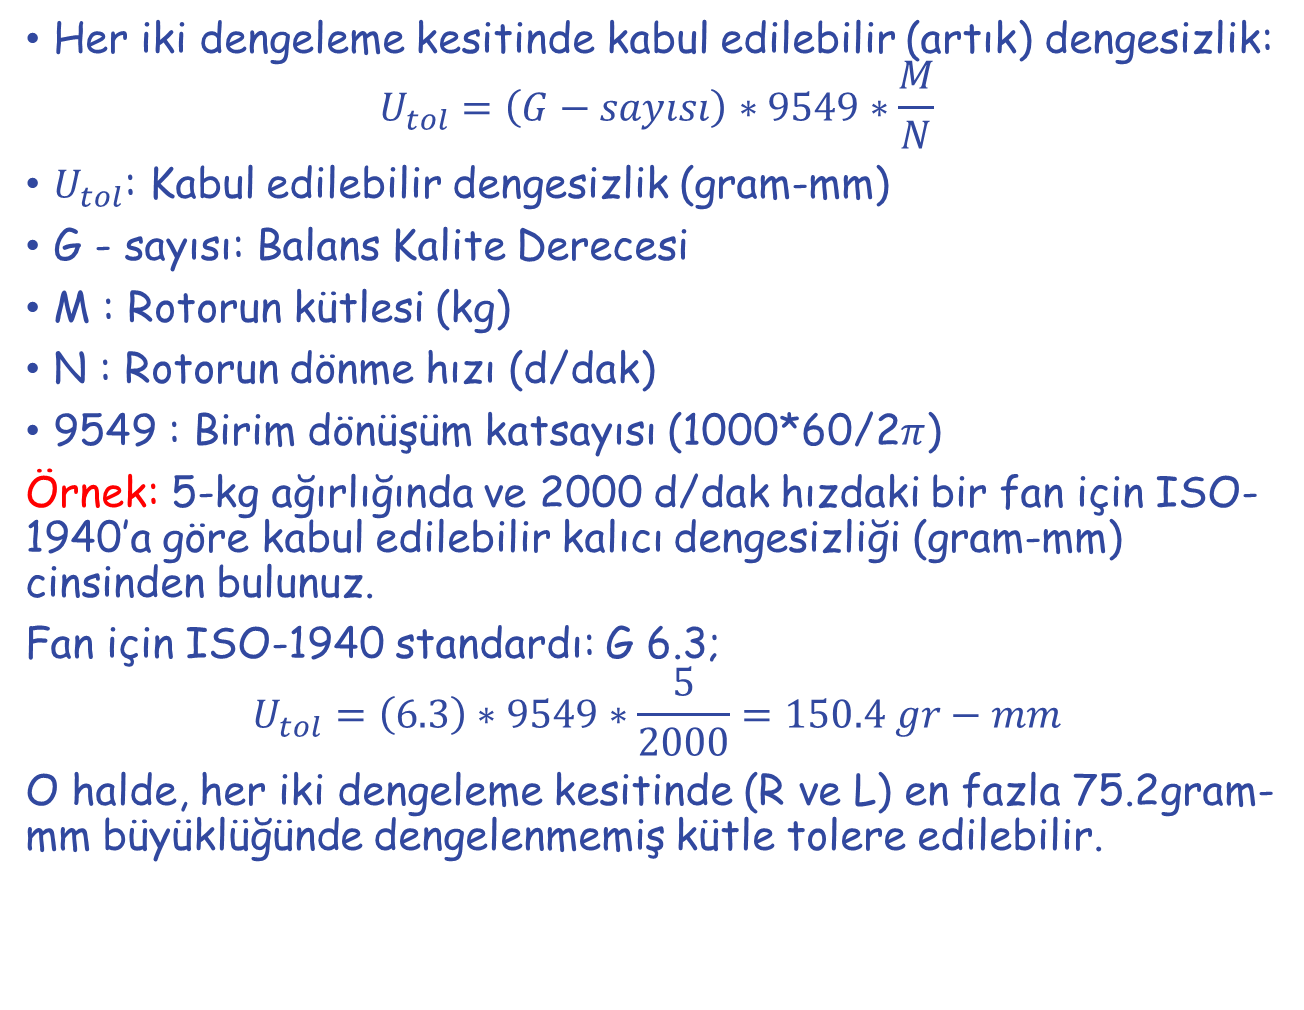 • Her iki dengeleme kesitinde kabul edilebilir (artık) dengesizlik:
U_tol = (G − sayısı) ∗ 9549 ∗ M/N
• U_tol: Kabul edilebilir dengesizlik (gram-mm)
• G - sayısı: Balans Kalite Derecesi
• M : Rotorun kütlesi (kg)
• N : Rotorun dönme hızı (d/dak)
• 9549 : Birim dönüşüm katsayısı (1000*60/2π)
Örnek: 5-kg ağırlığında ve 2000 d/dak hızdaki bir fan için ISO-
1940’a göre kabul edilebilir kalıcı dengesizliği (gram-mm)
cinsinden bulunuz.
Fan için ISO-1940 standardı: G 6.3;
U_tol = (6.3) ∗ 9549 ∗ 5/2000 = 150.4 gr − mm
O halde, her iki dengeleme kesitinde (R ve L) en fazla 75.2gram-
mm büyüklüğünde dengelenmemiş kütle tolere edilebilir.